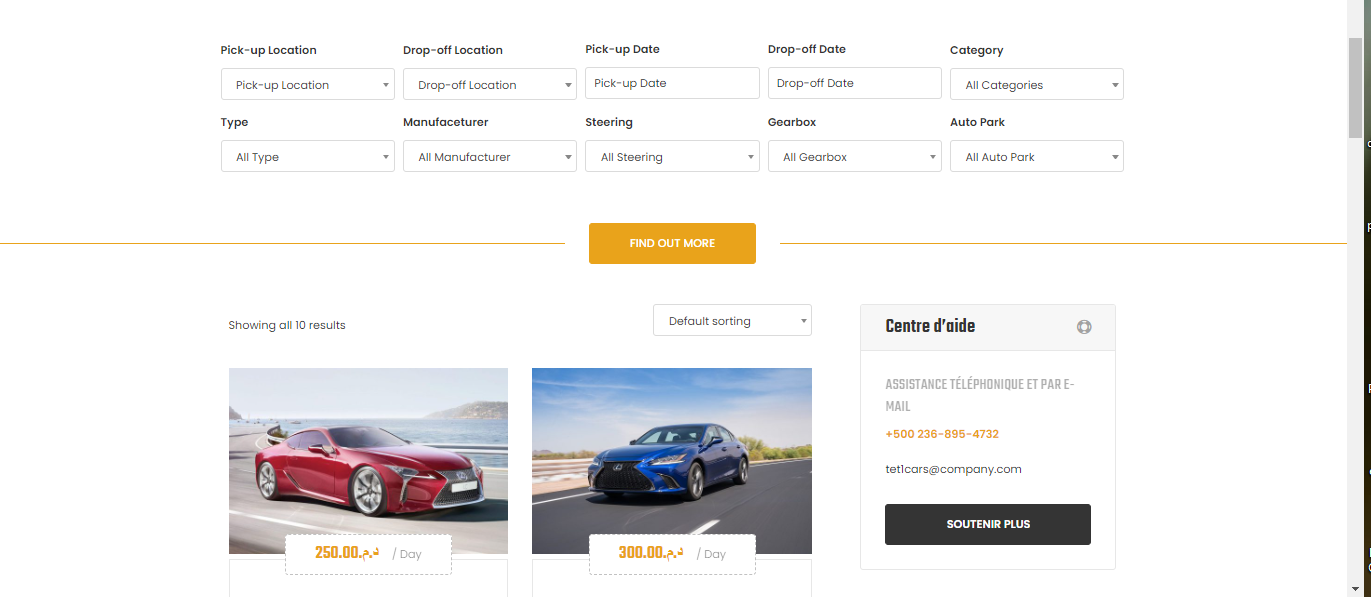 Pick-up Location Drop-off Location Pick-up Date Drop-off Date Category
Pick-up Location Drop-off Location Pick-up Date Drop-off Date All Categories
Type Manufaceturer Steering Gearbox Auto Park
All Type All Manufacturer All Steering All Gearbox All Auto Park
FIND OUT MORE
Showing all 10 results
Default sorting
250.00د.م. / Day
300.00د.م. / Day
Centre d’aide
ASSISTANCE TÉLÉPHONIQUE ET PAR E-
MAIL
+500 236-895-4732
tet1cars@company.com
SOUTENIR PLUS